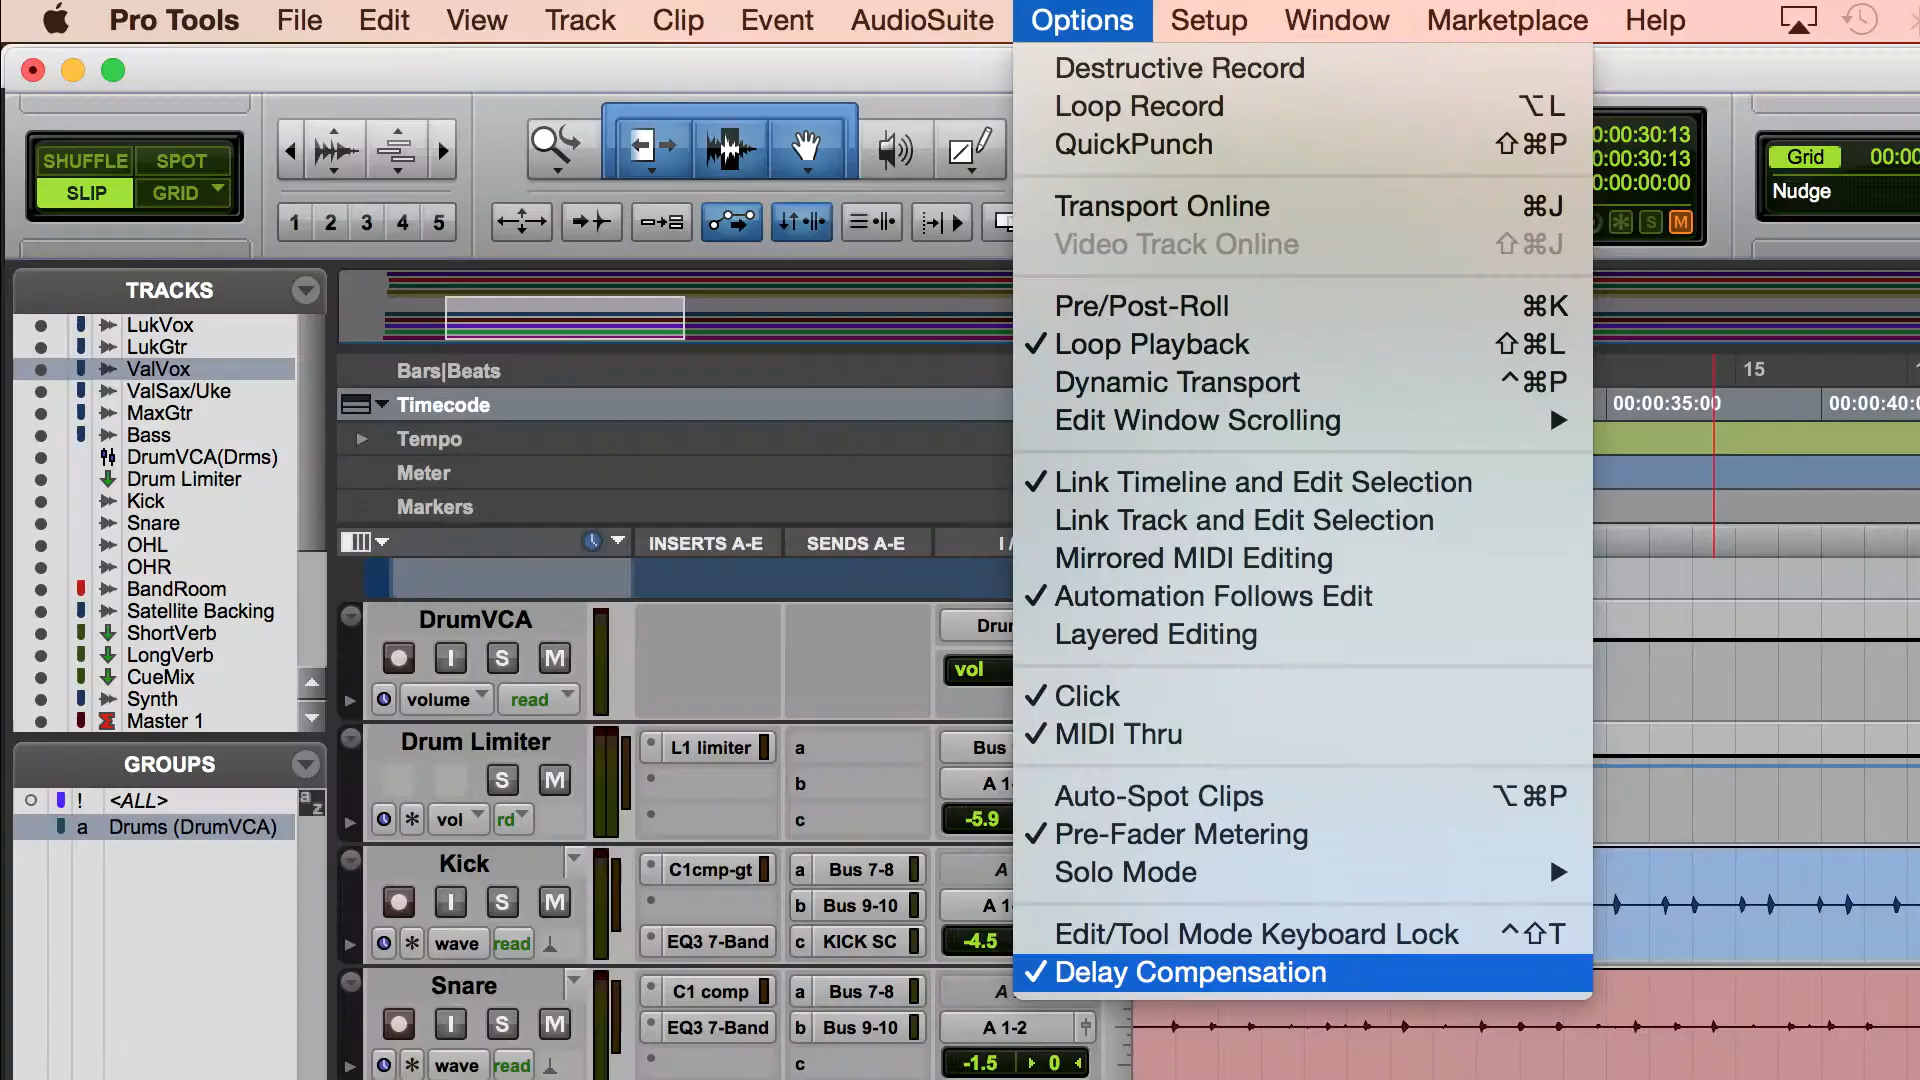 Pro Tools File Edit View Track Clip Event AudioSuite Options Setup Window Marketplace Help
SHUFFLE SPOT
SLIP GRID
1 2 3 4 5
Destructive Record
Loop Record ⌥L
QuickPunch ⇧⌘P
Transport Online ⌘J
Video Track Online ⇧⌘J
Pre/Post-Roll ⌘K
Loop Playback ⇧⌘L
Dynamic Transport ^⌘P
Edit Window Scrolling
Link Timeline and Edit Selection
Link Track and Edit Selection
Mirrored MIDI Editing
Automation Follows Edit
Layered Editing
Click
MIDI Thru
Auto-Spot Clips ⌥⌘P
Pre-Fader Metering
Solo Mode
Edit/Tool Mode Keyboard Lock ^⇧T
Delay Compensation
0:00:30:13
0:00:30:13
0:00:00:00
S M
Grid 00:00
Nudge
15
00:00:35:00 00:00:40:0
TRACKS
LukVox
LukGtr
ValVox
ValSax/Uke
MaxGtr
Bass
DrumVCA(Drms)
Drum Limiter
Kick
Snare
OHL
OHR
BandRoom
Satellite Backing
ShortVerb
LongVerb
CueMix
Synth
Master 1
GROUPS
! <ALL>
a z
a Drums (DrumVCA)
Bars|Beats
Timecode
Tempo
Meter
Markers
INSERTS A-E SENDS A-E I /
DrumVCA
I S M
volume read
Drum
vol
Drum Limiter
S M
vol rd
L1 limiter
a
b
c
Bus
A 1-
-5.9
Kick
I S M
wave read
C1cmp-gt a Bus 7-8 A
b Bus 9-10 A 1-
EQ3 7-Band c KICK SC -4.5
Snare
I S M
wave read
C1 comp a Bus 7-8 A
EQ3 7-Band b Bus 9-10 A 1-2
c -1.5 0